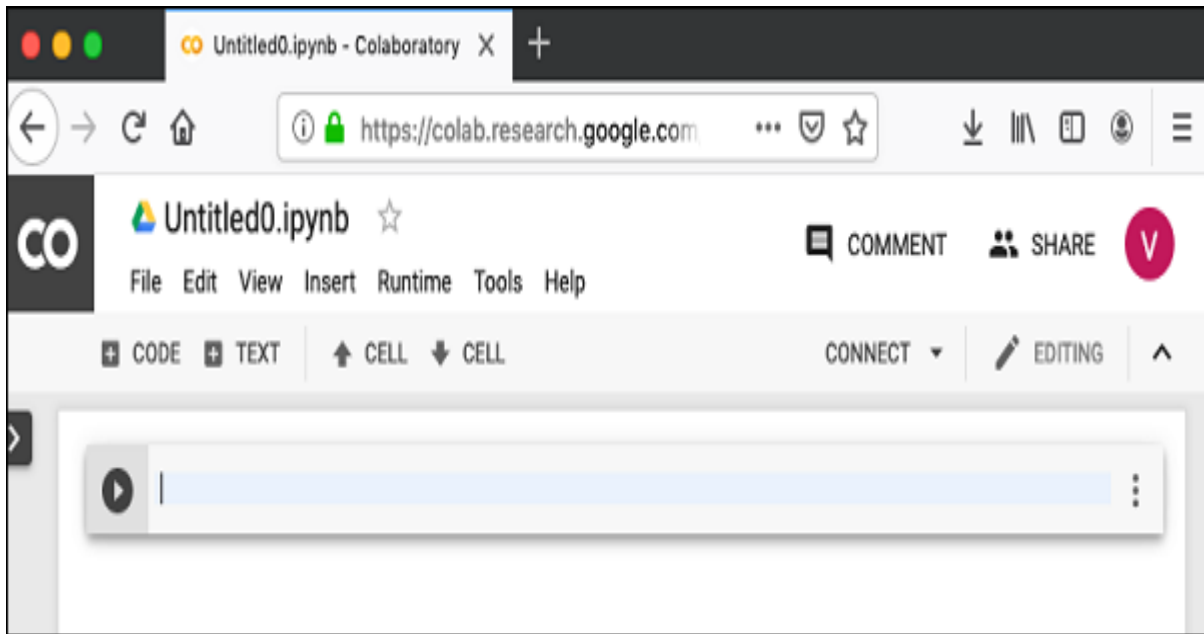 CO Untitled0.ipynb - Colaboratory
https://colab.research.google.com
CO Untitled0.ipynb
COMMENT SHARE V
File Edit View Insert Runtime Tools Help
CODE TEXT CELL CELL CONNECT EDITING